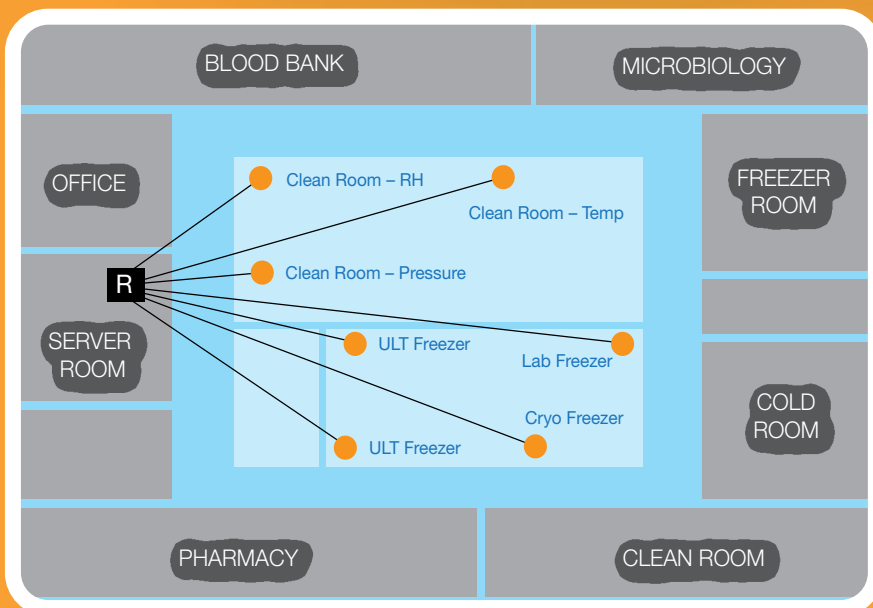 BLOOD BANK
MICROBIOLOGY
OFFICE
Clean Room – RH
Clean Room – Temp
FREEZER
ROOM
R
Clean Room – Pressure
SERVER
ROOM
ULT Freezer
Lab Freezer
Cryo Freezer
ULT Freezer
COLD
ROOM
PHARMACY
CLEAN ROOM